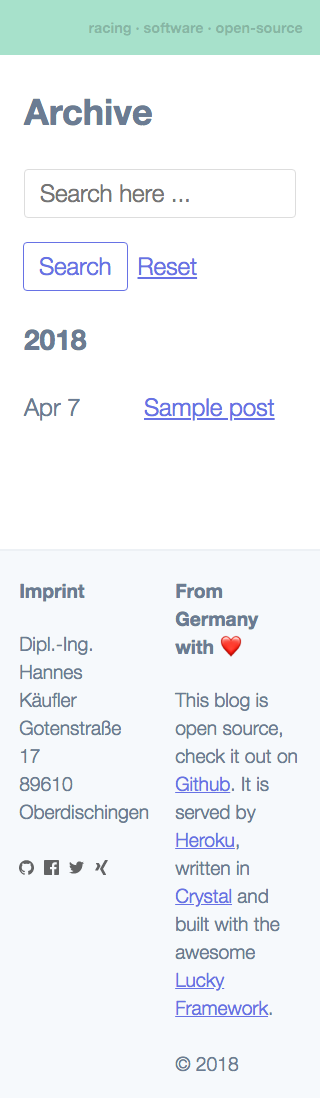 racing · software · open-source
Archive
Search here ...
Search Reset
2018
Apr 7 Sample post
Imprint
Dipl.-Ing.
Hannes
Käufler
Gotenstraße
17
89610
Oberdischingen
From
Germany
with ❤️
This blog is
open source,
check it out on
Github. It is
served by
Heroku,
written in
Crystal and
built with the
awesome
Lucky
Framework.
© 2018